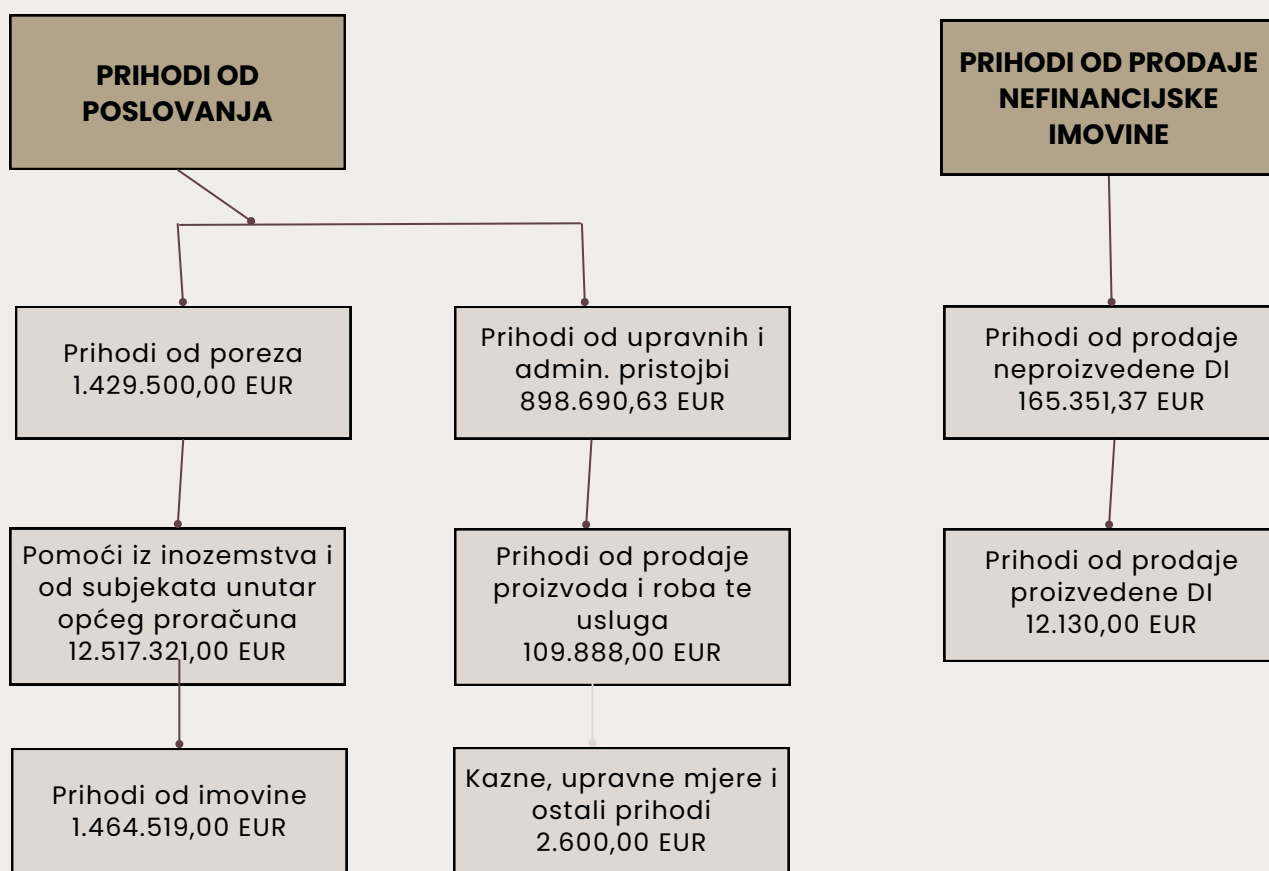 PRIHODI OD
POSLOVANJA
PRIHODI OD PRODAJE
NEFINANCIJSKE
IMOVINE
Prihodi od poreza
1.429.500,00 EUR
Prihodi od upravnih i
admin. pristojbi
898.690,63 EUR
Prihodi od prodaje
neproizvedene DI
165.351,37 EUR
Pomoći iz inozemstva i
od subjekata unutar
općeg proračuna
12.517.321,00 EUR
Prihodi od prodaje
proizvoda i roba te
usluga
109.888,00 EUR
Prihodi od prodaje
proizvedene DI
12.130,00 EUR
Prihodi od imovine
1.464.519,00 EUR
Kazne, upravne mjere i
ostali prihodi
2.600,00 EUR